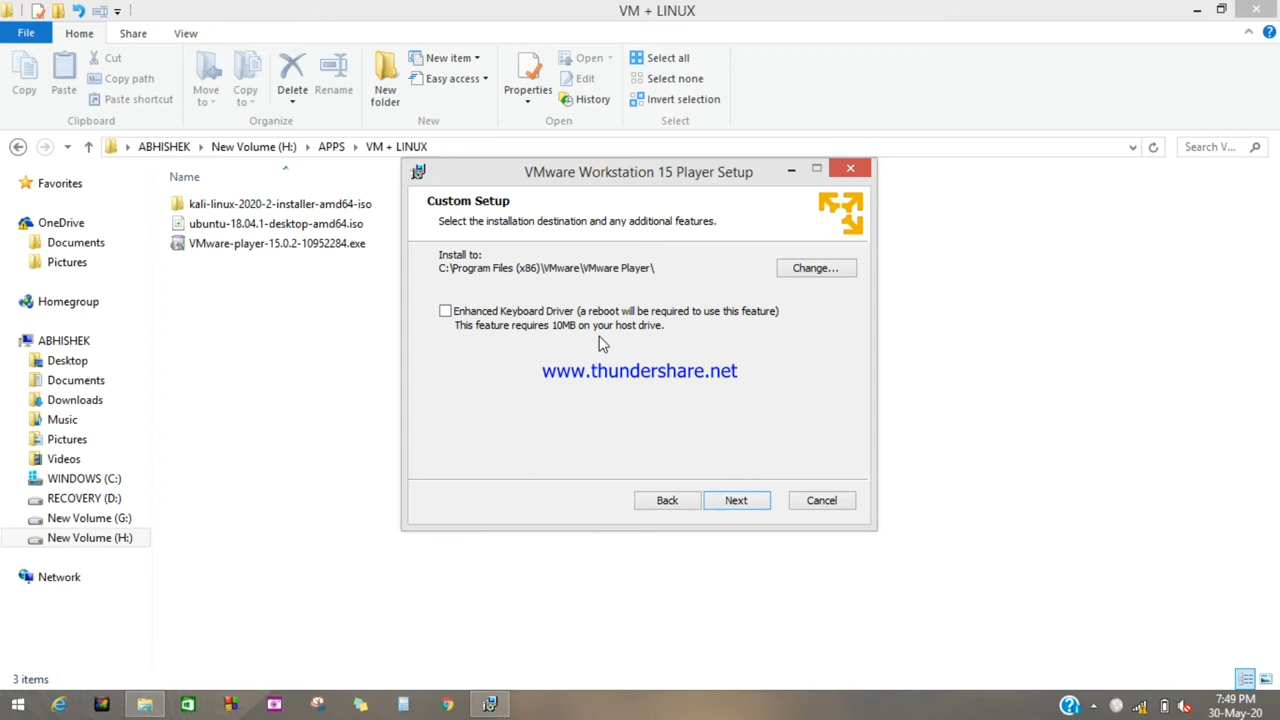 VM + LINUX
File
Home
Share
View
Copy
Paste
Cut
Copy path
Paste shortcut
Clipboard
Move to
Copy to
Delete
Rename
Organize
New folder
New item
Easy access
New
Properties
Open
Edit
History
Open
Select all
Select none
Invert selection
Select
ABHISHEK
New Volume (H:)
APPS
VM + LINUX
Search V...
Favorites
OneDrive
Documents
Pictures
Homegroup
ABHISHEK
Desktop
Documents
Downloads
Music
Pictures
Videos
WINDOWS (C:)
RECOVERY (D:)
New Volume (G:)
New Volume (H:)
Network
Name
kali-linux-2020-2-installer-amd64-iso
ubuntu-18.04.1-desktop-amd64.iso
VMware-player-15.0.2-10952284.exe
VMware Workstation 15 Player Setup
Custom Setup
Select the installation destination and any additional features.
Install to:
C:\Program Files (x86)\VMware\VMware Player\
Change...
Enhanced Keyboard Driver (a reboot will be required to use this feature)
This feature requires 10MB on your host drive.
www.thundershare.net
Back
Next
Cancel
3 items
7:49 PM
30-May-20